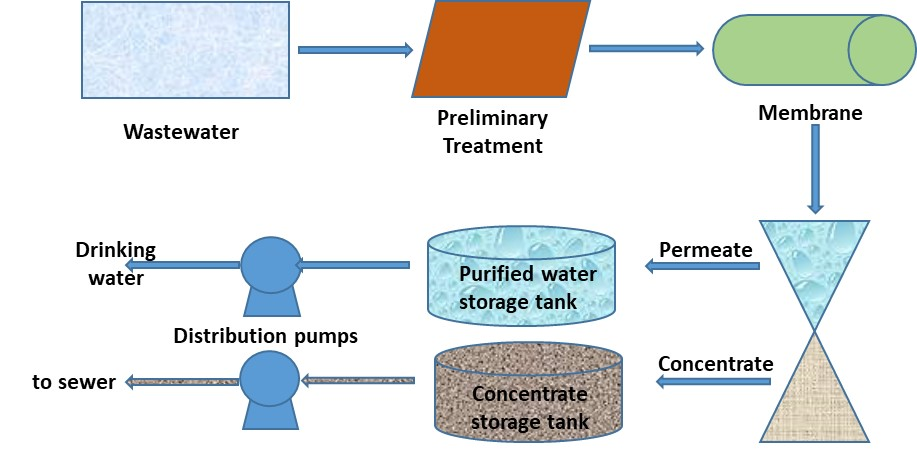 Wastewater
Preliminary
Treatment
Membrane
Drinking
water
Purified water
storage tank
Permeate
Distribution pumps
to sewer
Concentrate
storage tank
Concentrate